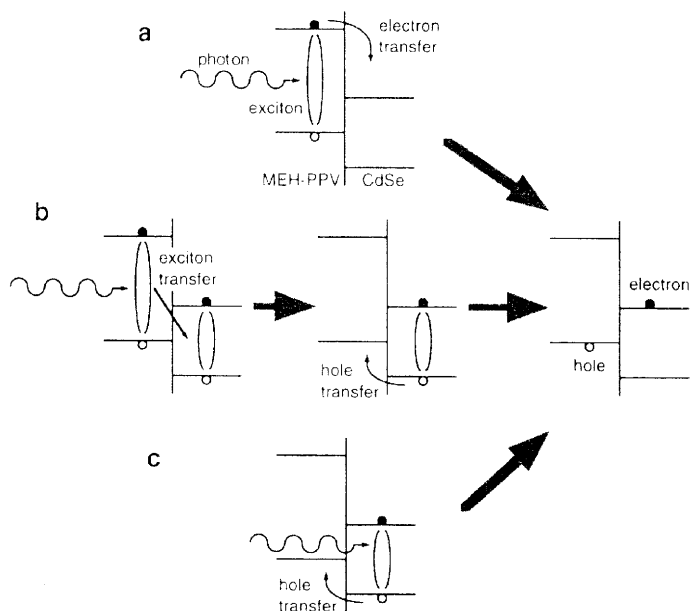 a
electron
transfer
photon
exciton
MEH-PPV
CdSe
b
exciton
transfer
hole
transfer
electron
hole
c
hole
transfer